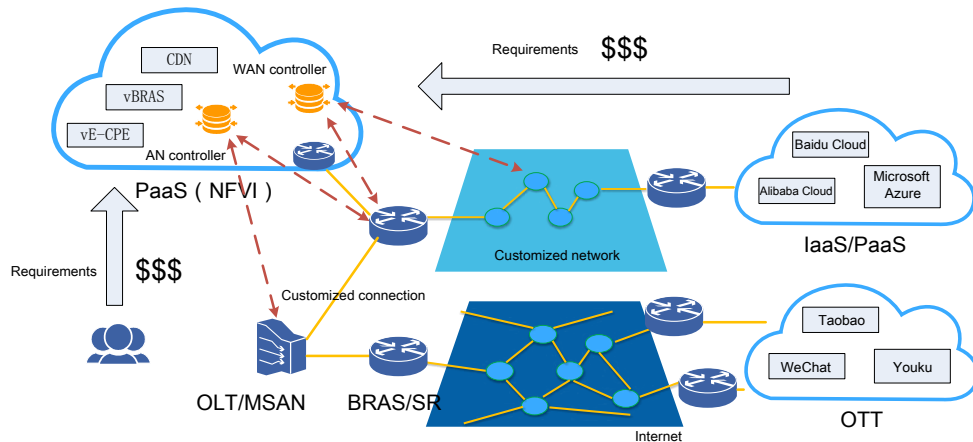 Requirements
$$$
CDN
WAN controller
vBRAS
vE-CPE
AN controller
PaaS（NFVI）
Baidu Cloud
Alibaba Cloud
Microsoft
Azure
IaaS/PaaS
Customized network
Requirements
$$$
Customized connection
Taobao
WeChat
Youku
OLT/MSAN
BRAS/SR
OTT
Internet